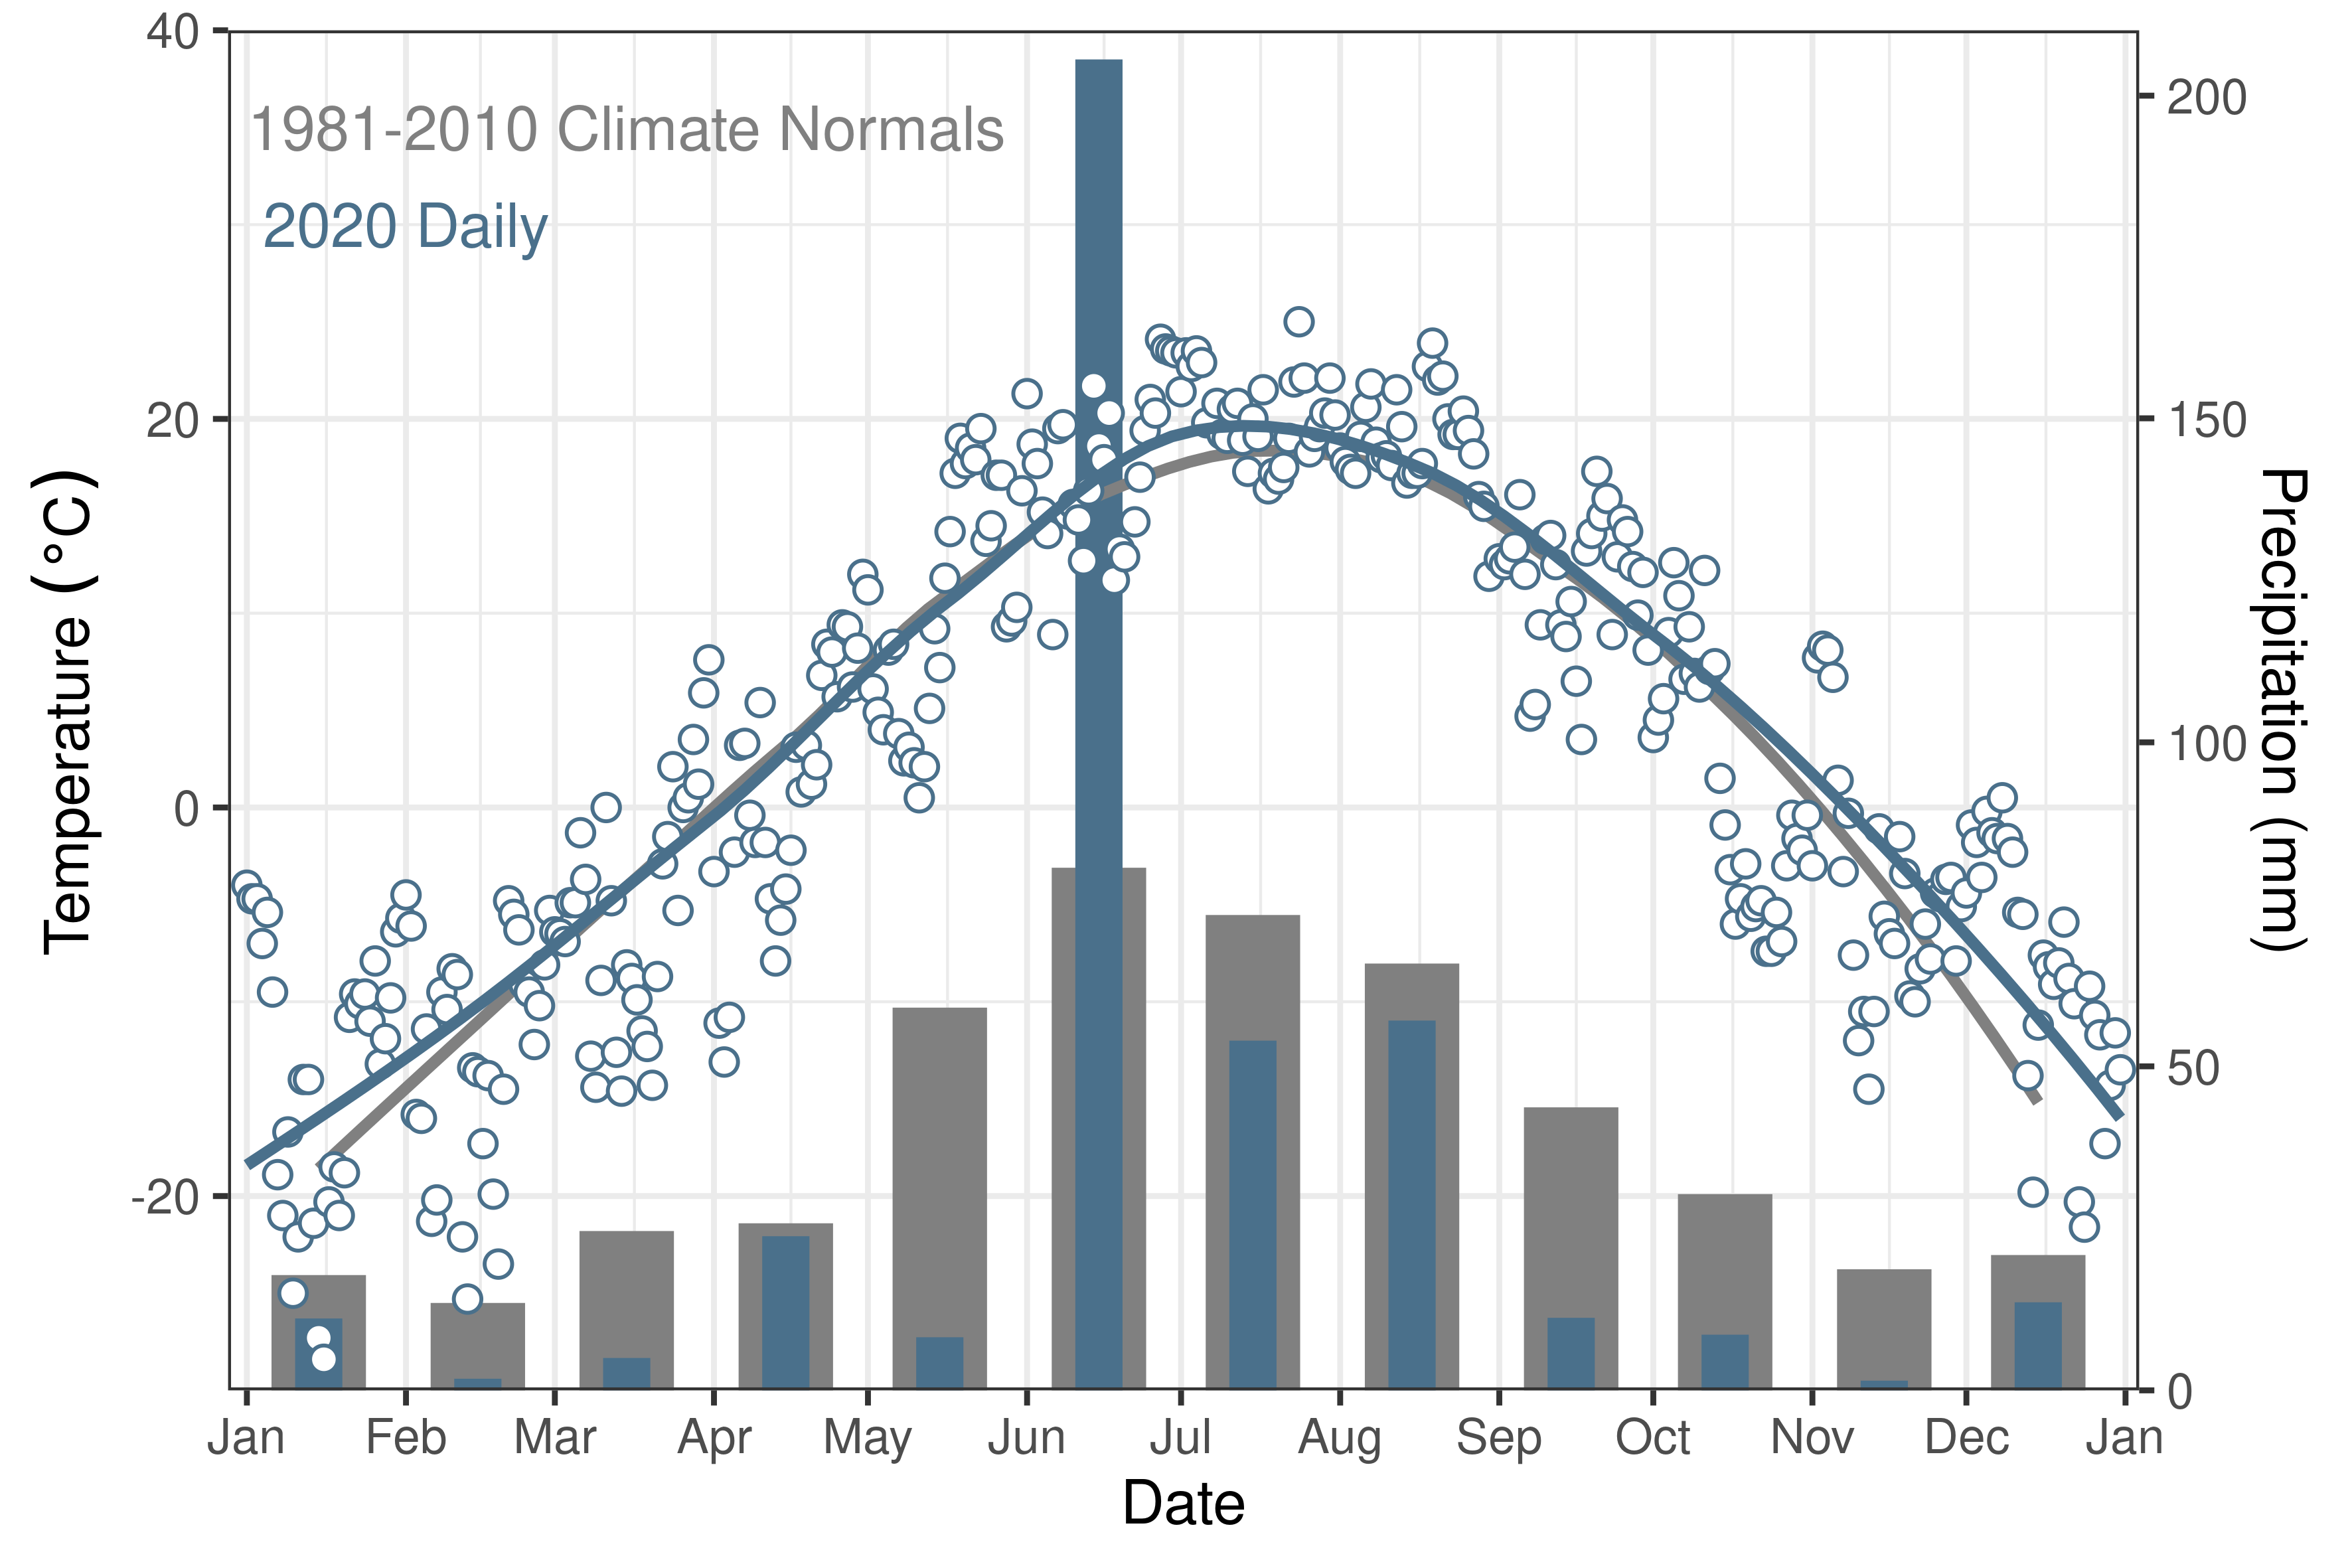 40
20
0
-20
Temperature (°C)
1981-2010 Climate Normals
2020 Daily
200
150
100
50
0
Precipitation (mm)
Jan Feb Mar Apr May Jun Jul Aug Sep Oct Nov Dec Jan
Date